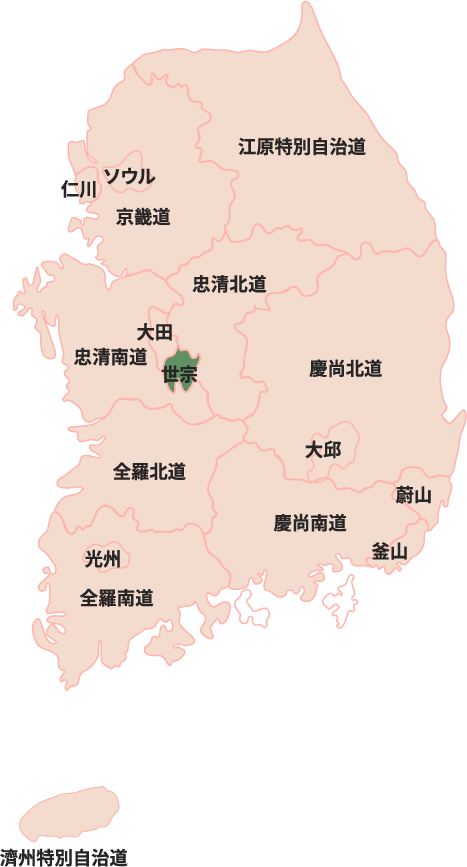 江原特別自治道
ソウル
仁川
京畿道
忠清北道
大田
忠清南道
世宗
慶尚北道
大邱
全羅北道
蔚山
慶尚南道
釜山
光州
全羅南道
濟州特別自治道